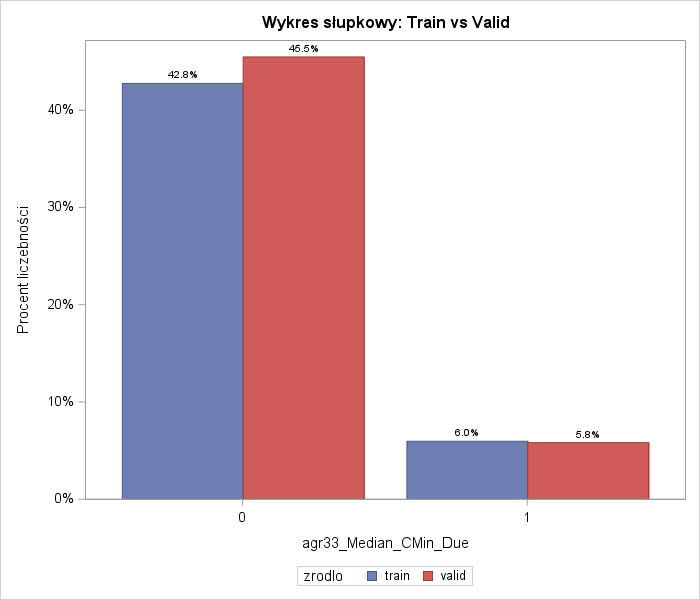 Wykres słupkowy: Train vs Valid
45.5%
42.8%
40%
30%
20%
10%
0%
6.0%
5.8%
0
1
Procent liczebności
agr33_Median_CMin_Due
zrodlo train valid